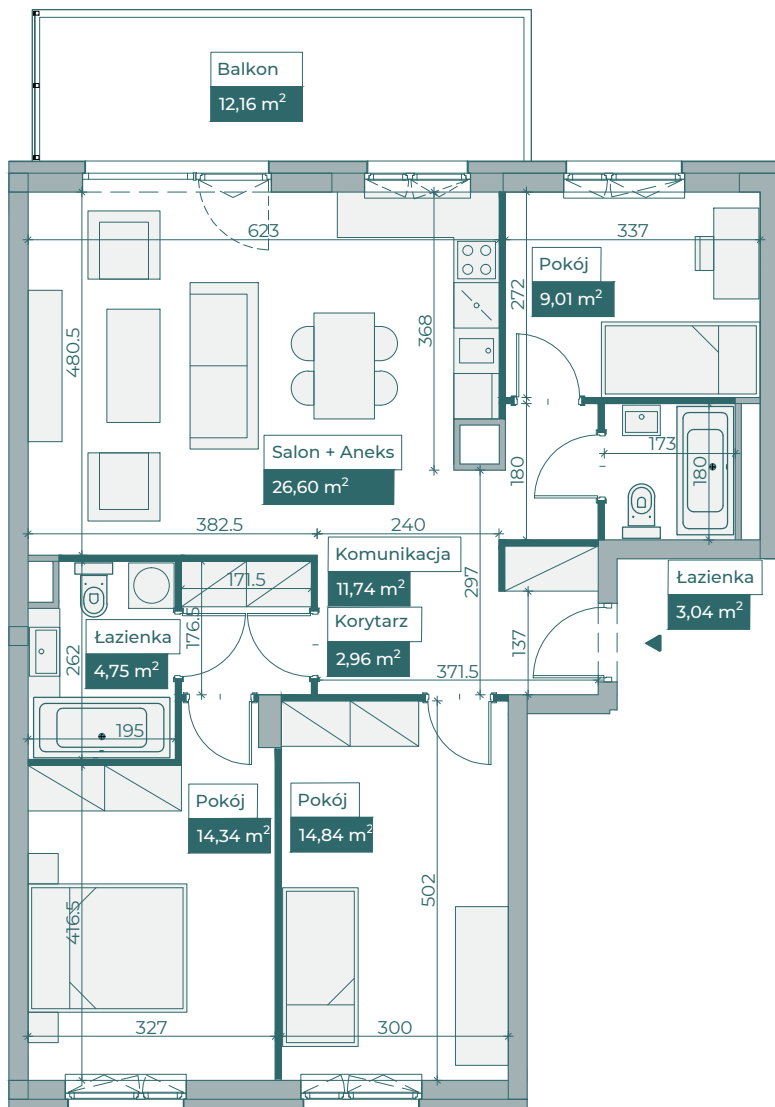 Balkon
12,16 m²
623
337
Pokój
9,01 m²
272
368
480.5
173
180
180
Salon + Aneks
26,60 m²
382.5
240
Komunikacja
11,74 m²
297
Łazienka
3,04 m²
171.5
176.5
Korytarz
2,96 m²
137
Łazienka
4,75 m²
262
371.5
195
Pokój
14,34 m²
Pokój
14,84 m²
502
416.5
327
300